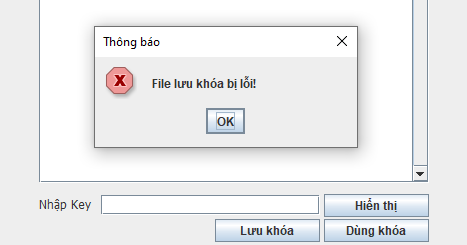 Thông báo
File lưu khóa bị lỗi!
OK
Nhập Key
Hiển thị
Lưu khóa
Dùng khóa